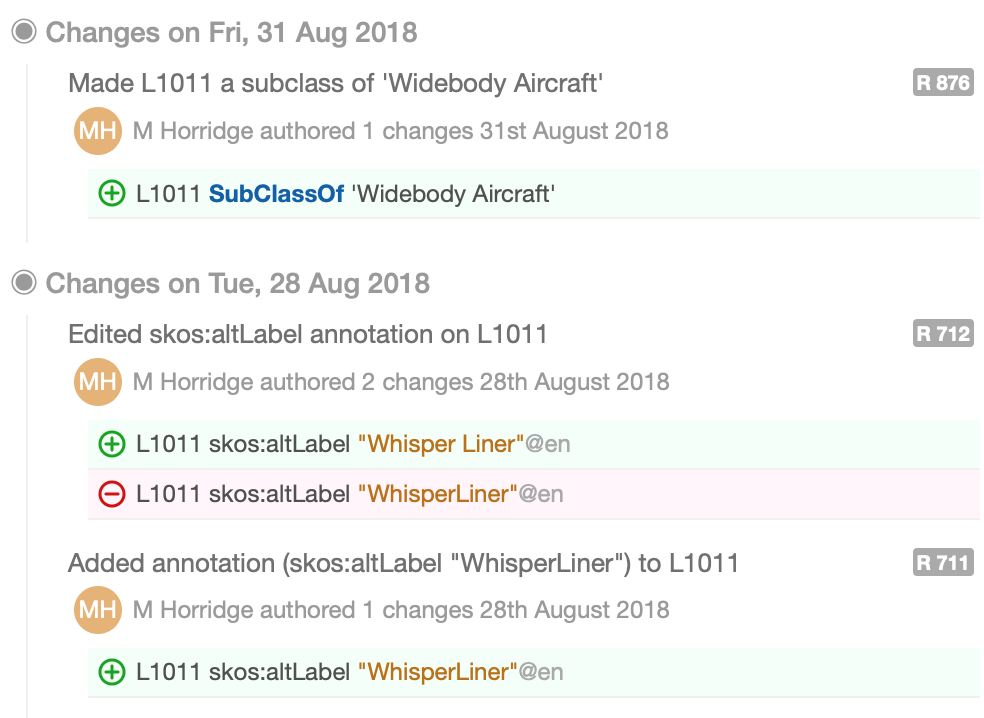 Changes on Fri, 31 Aug 2018
Made L1011 a subclass of 'Widebody Aircraft' R 876
MH M Horridge authored 1 changes 31st August 2018
L1011 SubClassOf 'Widebody Aircraft'
Changes on Tue, 28 Aug 2018
Edited skos:altLabel annotation on L1011 R 712
MH M Horridge authored 2 changes 28th August 2018
L1011 skos:altLabel "Whisper Liner"@en
L1011 skos:altLabel "WhisperLiner"@en
Added annotation (skos:altLabel "WhisperLiner") to L1011 R 711
MH M Horridge authored 1 changes 28th August 2018
L1011 skos:altLabel "WhisperLiner"@en